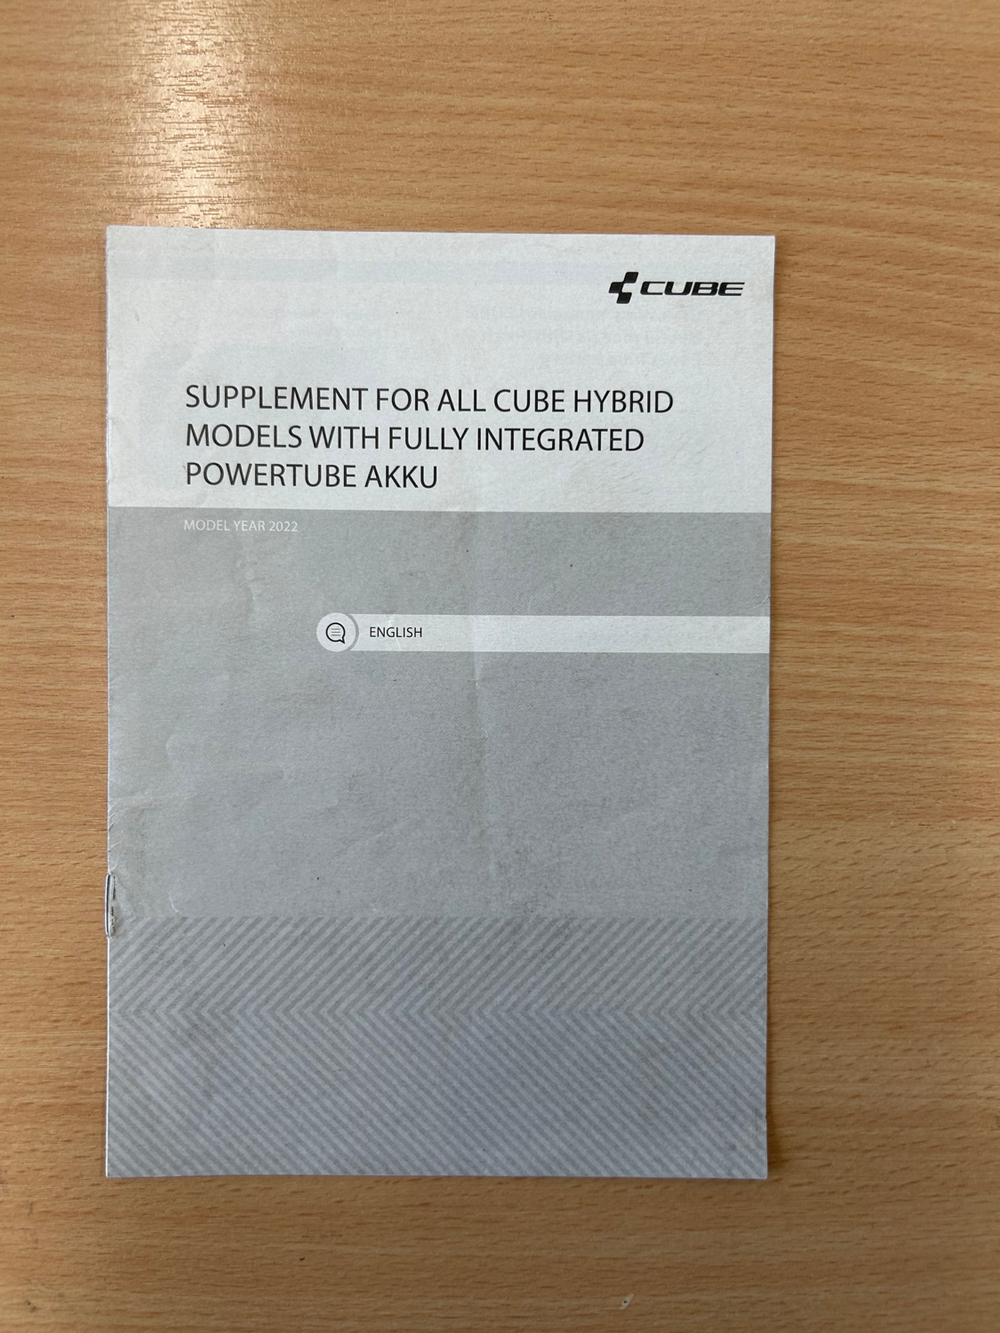 CUBE
SUPPLEMENT FOR ALL CUBE HYBRID
MODELS WITH FULLY INTEGRATED
POWERTUBE AKKU
MODEL YEAR 2022
ENGLISH